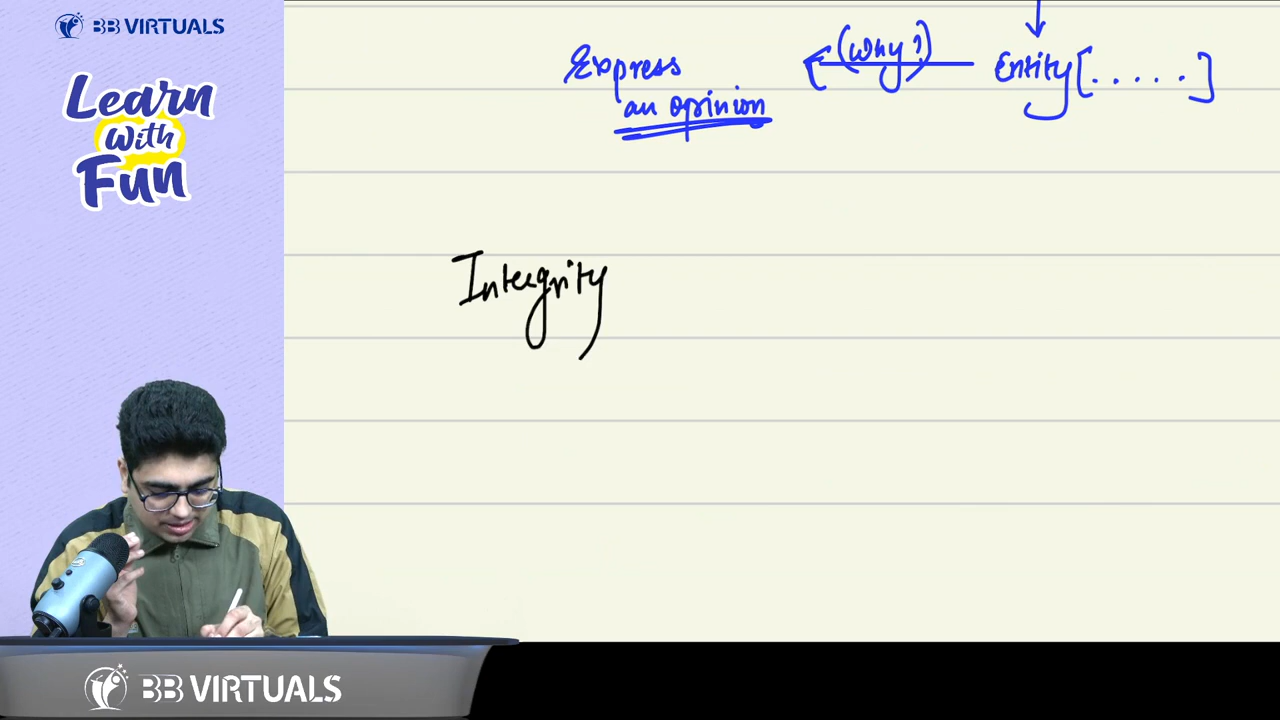 BB VIRTUALS
Learn
With
Fun
(Why?)
Express
an opinion
Entity[.....]
Integrity
BB VIRTUALS